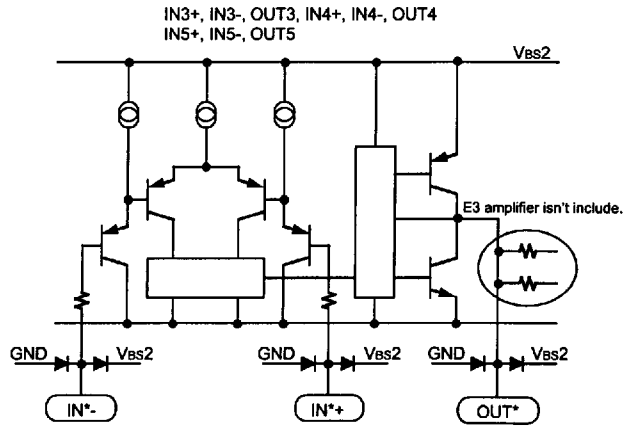 IN3+, IN3-, OUT3, IN4+, IN4-, OUT4
IN5+, IN5-, OUT5
VBS2
E3 amplifier isn't include.
GND VBS2 GND VBS2 GND VBS2
IN*- IN*+ OUT*